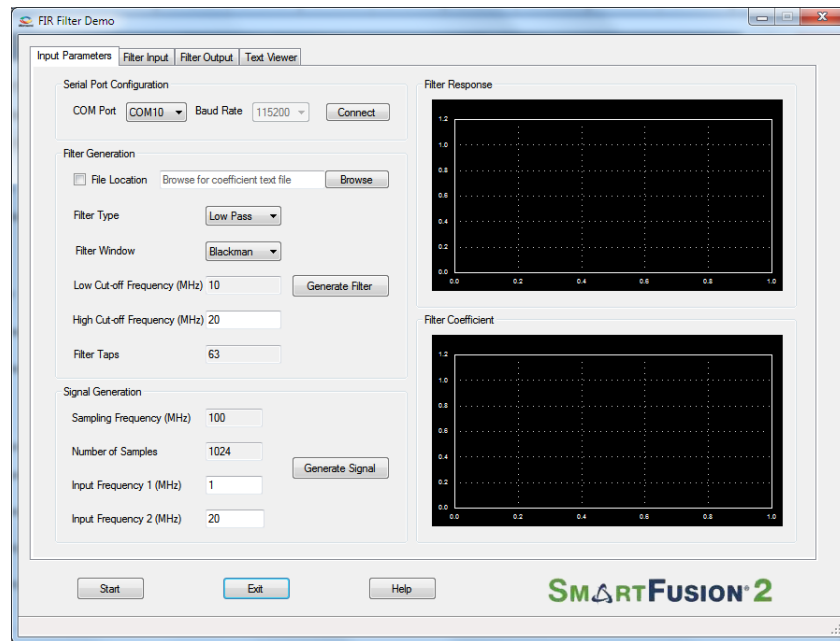 FIR Filter Demo
Input Parameters Filter Input Filter Output Text Viewer
Serial Port Configuration
COM Port COM10 Baud Rate 115200 Connect
Filter Generation
File Location Browse for coefficient text file Browse
Filter Type Low Pass
Filter Window Blackman
Low Cut-off Frequency (MHz) 10 Generate Filter
High Cut-off Frequency (MHz) 20
Filter Taps 63
Signal Generation
Sampling Frequency (MHz) 100
Number of Samples 1024
Generate Signal
Input Frequency 1 (MHz) 1
Input Frequency 2 (MHz) 20
Filter Response
1.2
1.0
0.8
0.6
0.4
0.2
0.0
0.0 0.2 0.4 0.6 0.8 1.0
Filter Coefficient
1.2
1.0
0.8
0.6
0.4
0.2
0.0
0.0 0.2 0.4 0.6 0.8 1.0
Start Exit Help SMARTFUSION®2